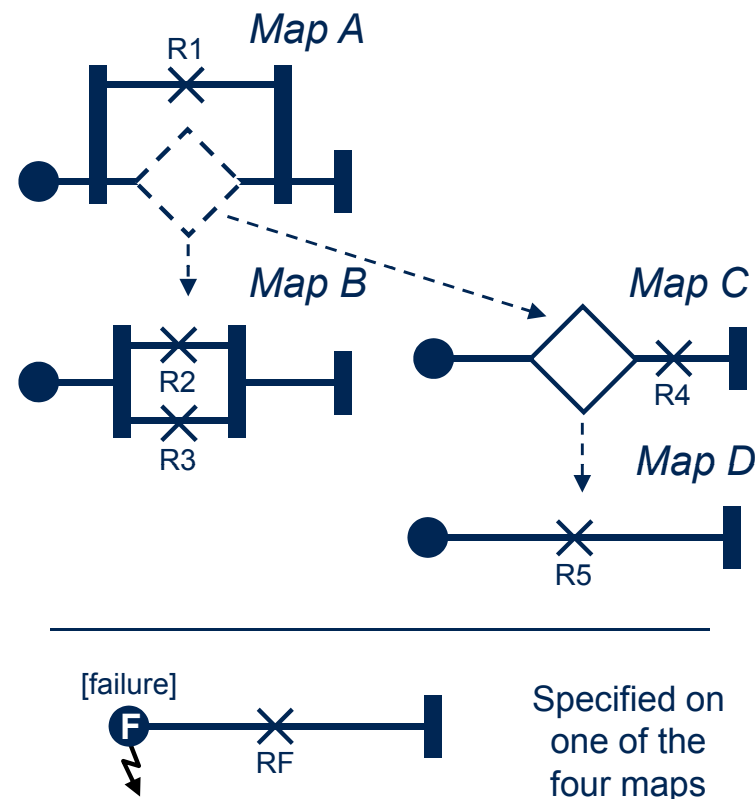 Map A
R1
Map B
R2
R3
Map C
R4
Map D
R5
[failure]
F
RF
Specified on
one of the
four maps